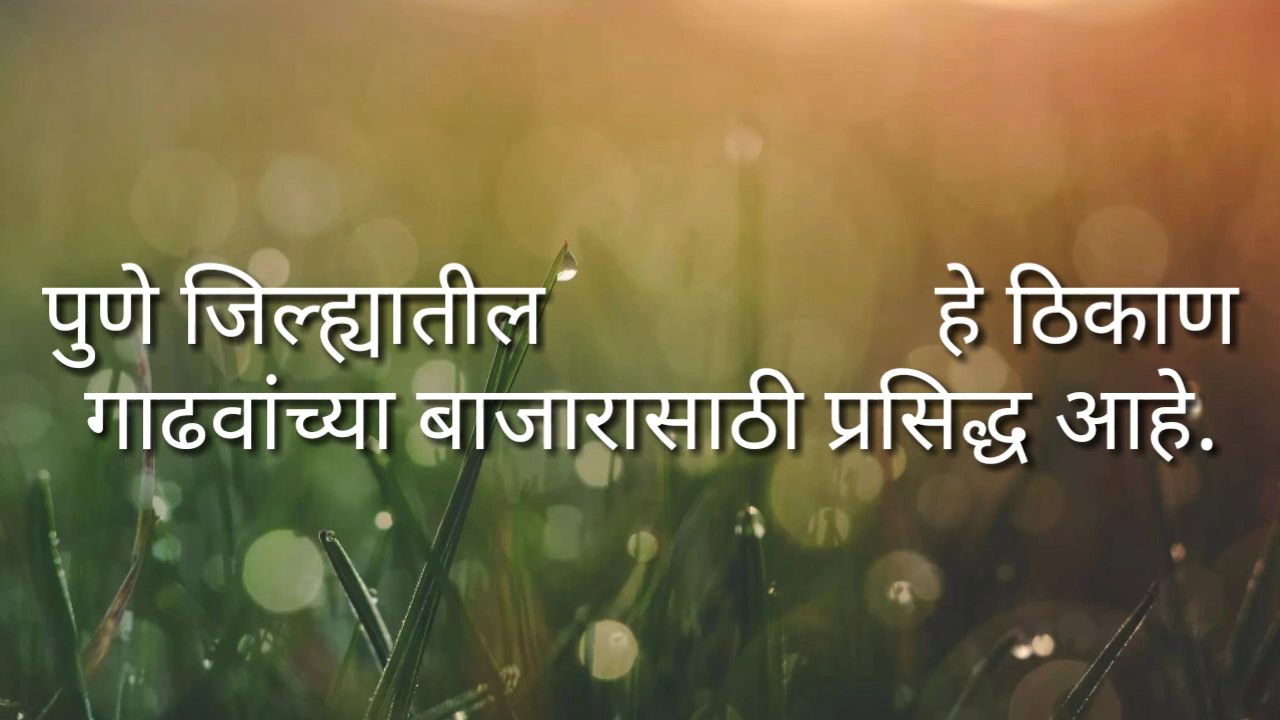 पुणे जिल्ह्यातील हे ठिकाण
गाढवांच्या बाजारासाठी प्रसिद्ध आहे.